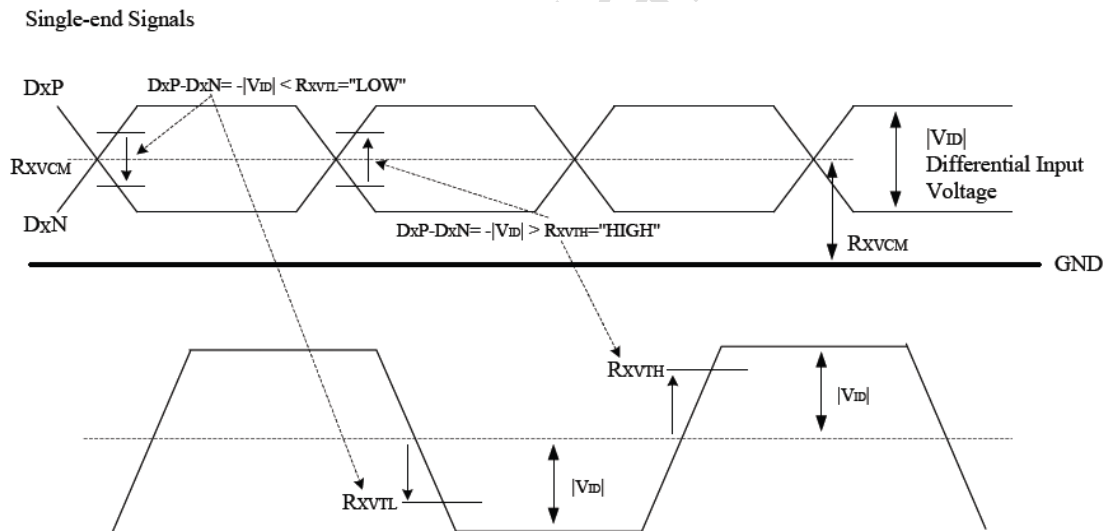 Single-end Signals
DxP
DxP-DxN= -|VID| < RXVTL="LOW"
RXVCM
|VID|
Differential Input
Voltage
DxN
DxP-DxN= -|VID| > RXVTH="HIGH"
RXVCM
GND
RXVTH
|VID|
|VID|
RXVTL